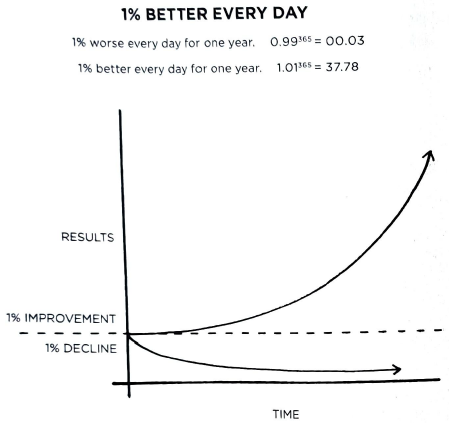 1% BETTER EVERY DAY
1% worse every day for one year. 0.99³⁶⁵ = 00.03
1% better every day for one year. 1.01³⁶⁵ = 37.78
RESULTS
1% IMPROVEMENT
1% DECLINE
TIME